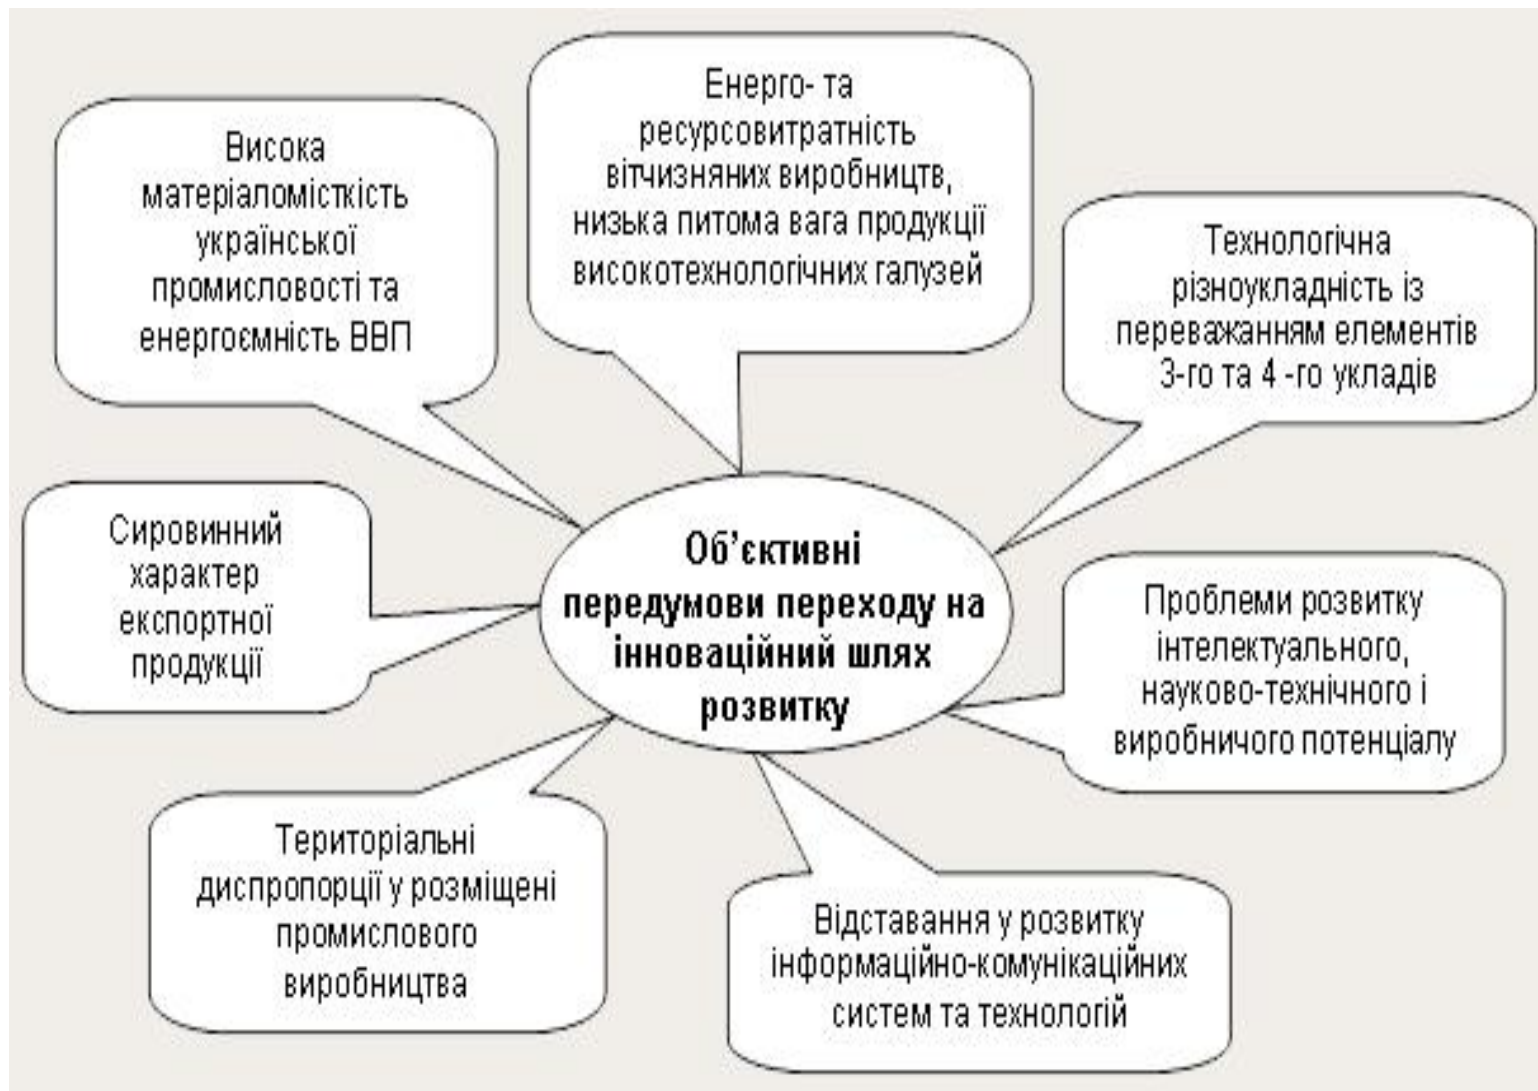 Енерго- та
ресурсовитратність
вітчизняних виробництв,
низька питома вага продукції
високотехнологічних галузей
Висока
матеріаломісткість
української
промисловості та
енергоємність ВВП
Технологічна
різноукладність із
переважанням елементів
3-го та 4 -го укладів
Сировинний
характер
експортної
продукції
Об’єктивні
передумови переходу на
інноваційний шлях
розвитку
Проблеми розвитку
інтелектуального,
науково-технічного і
виробничого потенціалу
Територіальні
диспропорції у розміщені
промислового
виробництва
Відставання у розвитку
інформаційно-комунікаційних
систем та технологій